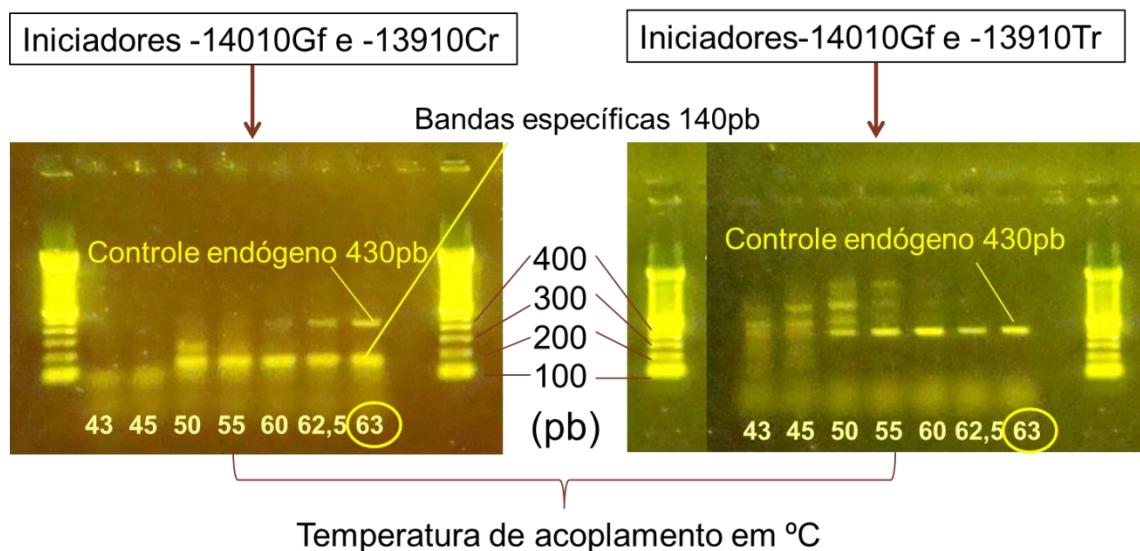 Iniciadores -14010Gf e -13910Cr
Iniciadores-14010Gf e -13910Tr
Bandas específicas 140pb
Controle endógeno 430pb
Controle endógeno 430pb
400
300
200
100
(pb)
43 45 50 55 60 62,5 63
43 45 50 55 60 62,5 63
Temperatura de acoplamento em ºC